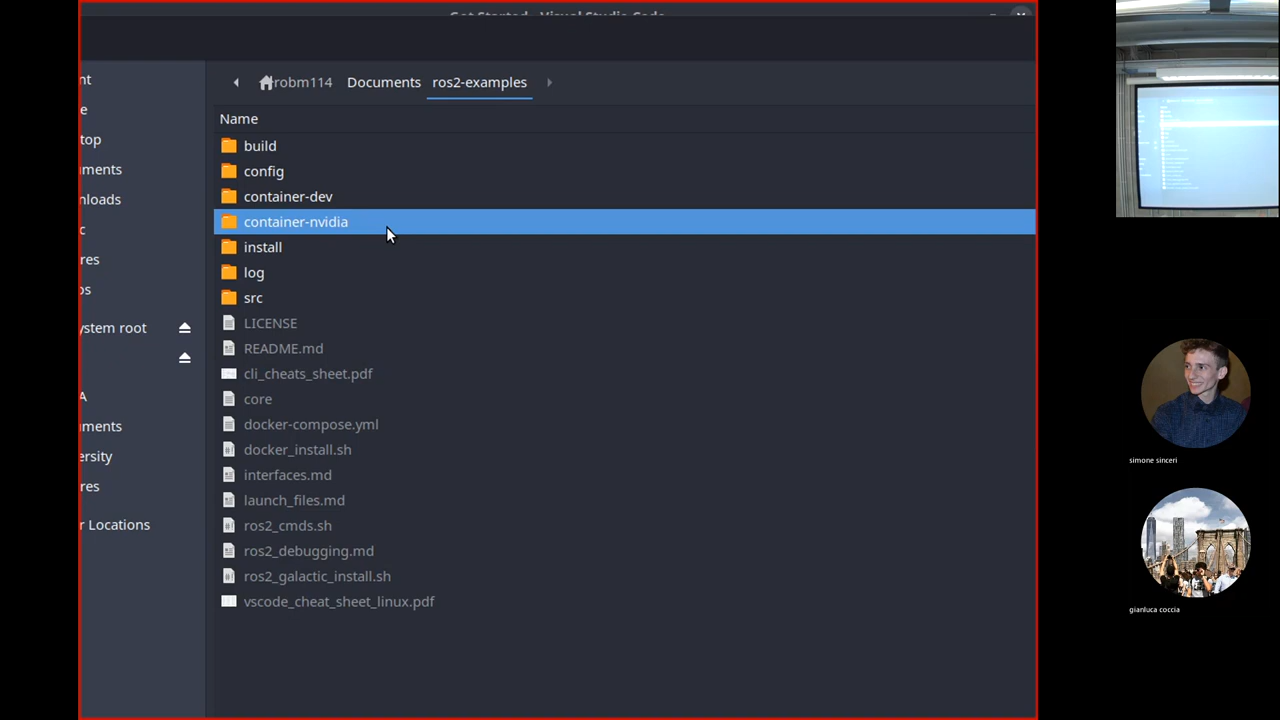 nt
e
top
ments
nloads
c
res
os
ystem root
A
ments
ersity
res
r Locations
robm114 Documents ros2-examples
Name
build
config
container-dev
container-nvidia
install
log
src
LICENSE
README.md
cli_cheats_sheet.pdf
core
docker-compose.yml
docker_install.sh
interfaces.md
launch_files.md
ros2_cmds.sh
ros2_debugging.md
ros2_galactic_install.sh
vscode_cheat_sheet_linux.pdf
simone sinceri
gianluca coccia